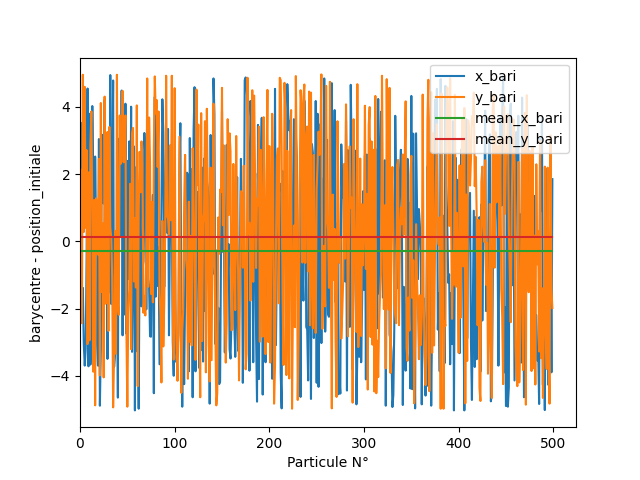 x_bari
y_bari
mean_x_bari
mean_y_bari
4
2
0
−2
−4
barycentre - position_initiale
0 100 200 300 400 500
Particule N°